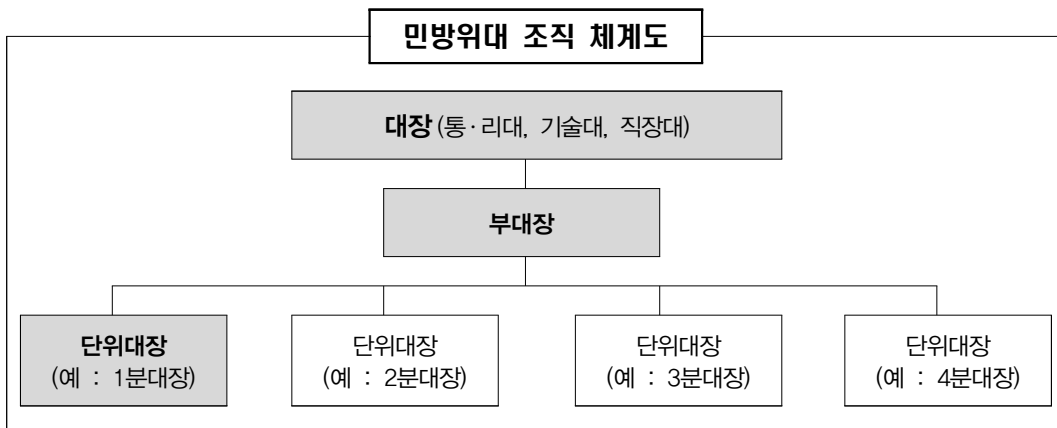 민방위대 조직 체계도
대장 (통·리대, 기술대, 직장대)
부대장
단위대장
(예 : 1분대장)
단위대장
(예 : 2분대장)
단위대장
(예 : 3분대장)
단위대장
(예 : 4분대장)